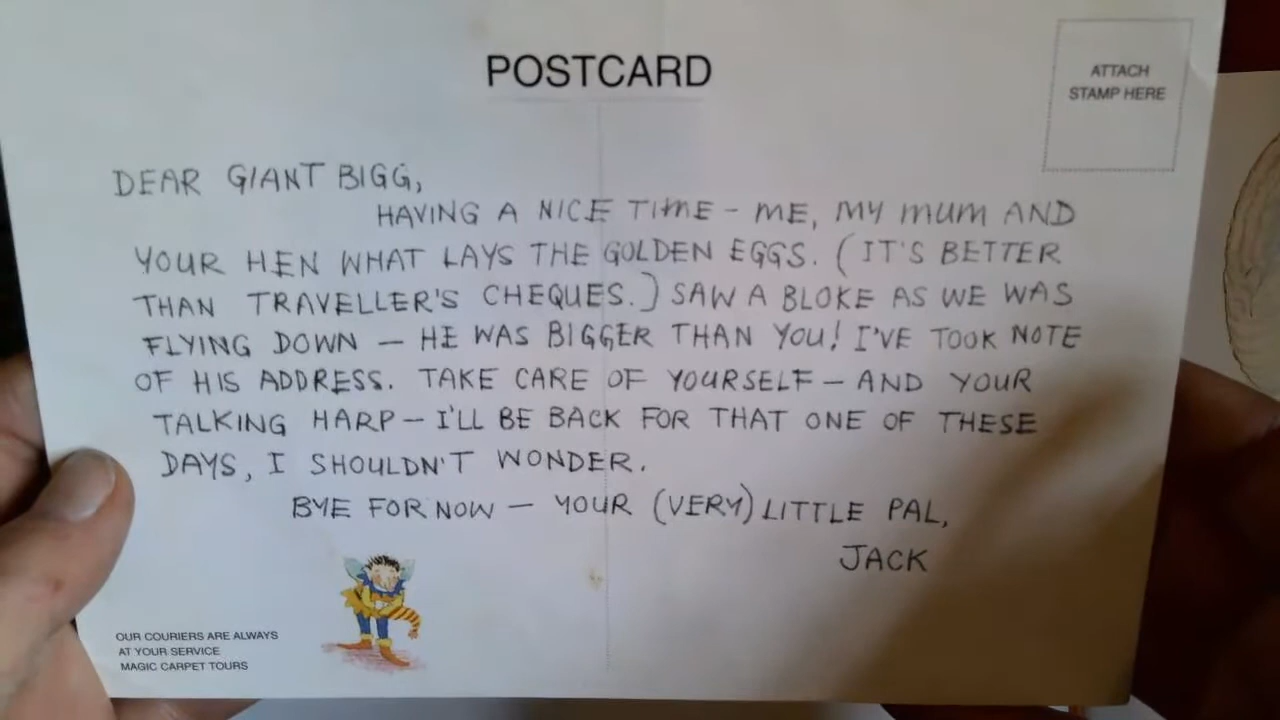 POSTCARD
ATTACH
STAMP HERE
DEAR GIANT BIGG,
HAVING A NICE TIME - ME, MY MUM AND
YOUR HEN WHAT LAYS THE GOLDEN EGGS. (IT'S BETTER
THAN TRAVELLER'S CHEQUES.) SAW A BLOKE AS WE WAS
FLYING DOWN — HE WAS BIGGER THAN YOU! I'VE TOOK NOTE
OF HIS ADDRESS. TAKE CARE OF YOURSELF — AND YOUR
TALKING HARP — I'LL BE BACK FOR THAT ONE OF THESE
DAYS, I SHOULDN'T WONDER.
BYE FOR NOW — YOUR (VERY) LITTLE PAL,
JACK
OUR COURIERS ARE ALWAYS
AT YOUR SERVICE
MAGIC CARPET TOURS